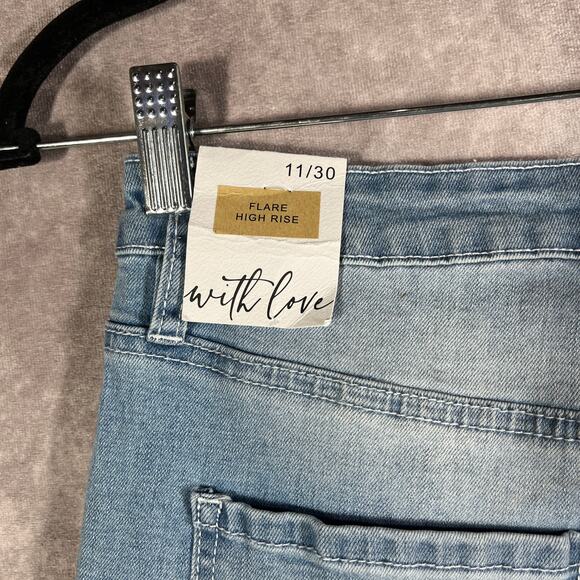 11/30
FLARE
HIGH RISE
with love